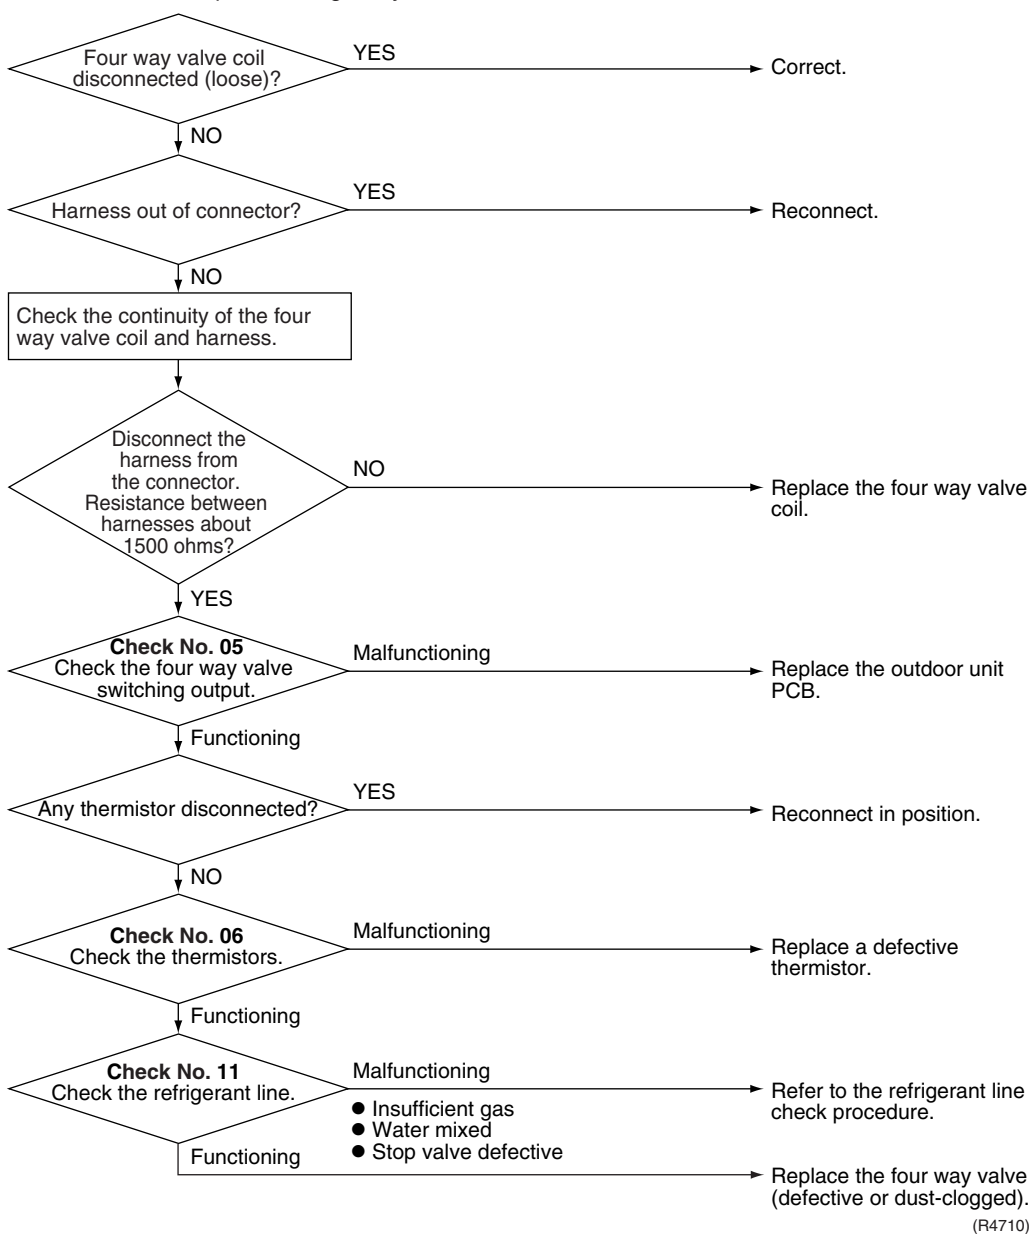 Four way valve coil
disconnected (loose)?
YES
Correct.
NO
Harness out of connector?
YES
Reconnect.
NO
Check the continuity of the four
way valve coil and harness.
Disconnect the
harness from
the connector.
Resistance between
harnesses about
1500 ohms?
NO
Replace the four way valve
coil.
YES
Check No. 05
Check the four way valve
switching output.
Malfunctioning
Replace the outdoor unit
PCB.
Functioning
Any thermistor disconnected?
YES
Reconnect in position.
NO
Check No. 06
Check the thermistors.
Malfunctioning
Replace a defective
thermistor.
Functioning
Check No. 11
Check the refrigerant line.
Malfunctioning
● Insufficient gas
● Water mixed
● Stop valve defective
Refer to the refrigerant line
check procedure.
Functioning
Replace the four way valve
(defective or dust-clogged).
(R4710)